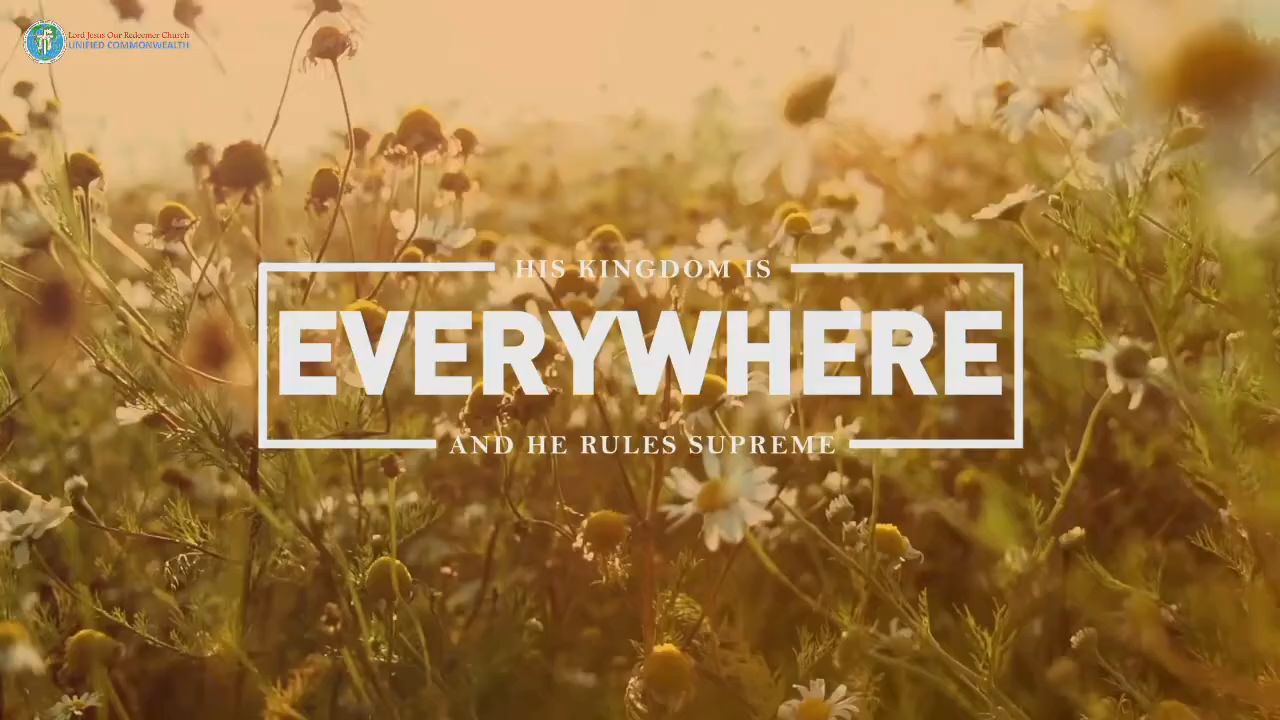 Lord Jesus Our Redeemer Church
UNIFIED COMMONWEALTH
HIS KINGDOM IS
EVERYWHERE
AND HE RULES SUPREME